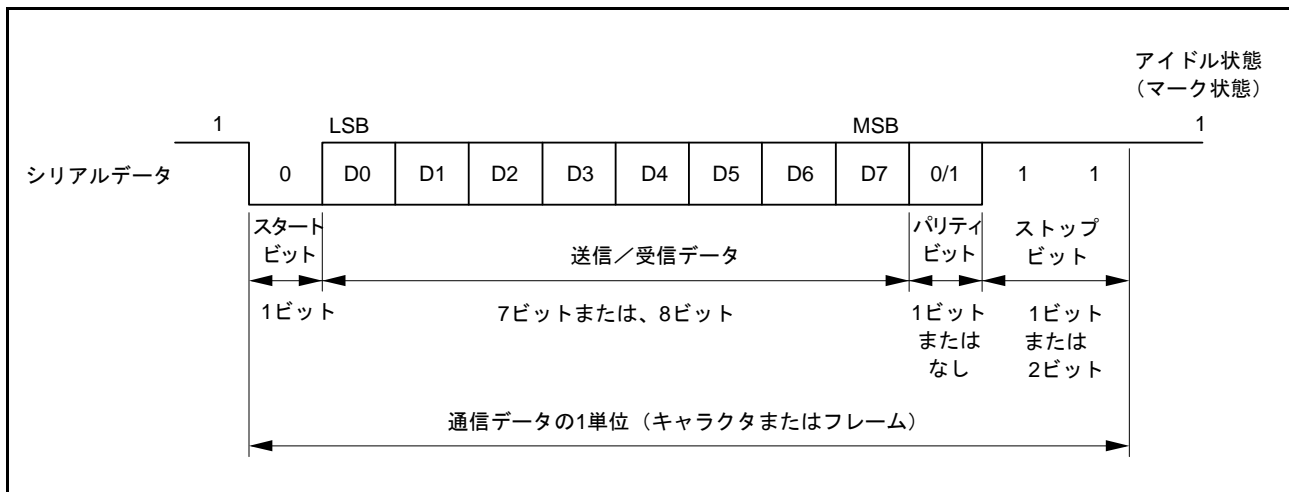 アイドル状態
（マーク状態）
1 LSB MSB 1
シリアルデータ 0 D0 D1 D2 D3 D4 D5 D6 D7 0/1 1 1
スタート
ビット
送信／受信データ
パリティ
ビット
ストップ
ビット
1ビット
7ビットまたは、8ビット
1ビット
または
なし
1ビット
または
2ビット
通信データの1単位（キャラクタまたはフレーム）